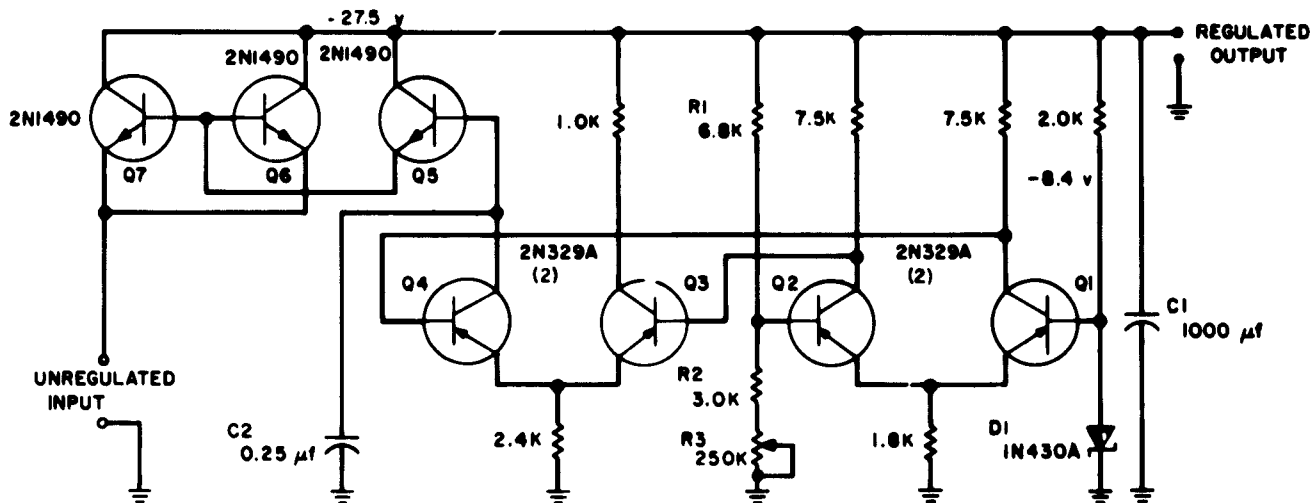 -27.5 v
REGULATED
OUTPUT
2N1490
2N1490
2N1490
Q7
Q6
Q5
1.0K
R1
6.8K
7.5K
7.5K
2.0K
-8.4 v
2N329A
(2)
2N329A
(2)
Q4
Q3
Q2
Q1
C1
1000 µf
UNREGULATED
INPUT
R2
3.0K
C2
0.25 µf
2.4K
R3
250K
1.8K
D1
1N430A